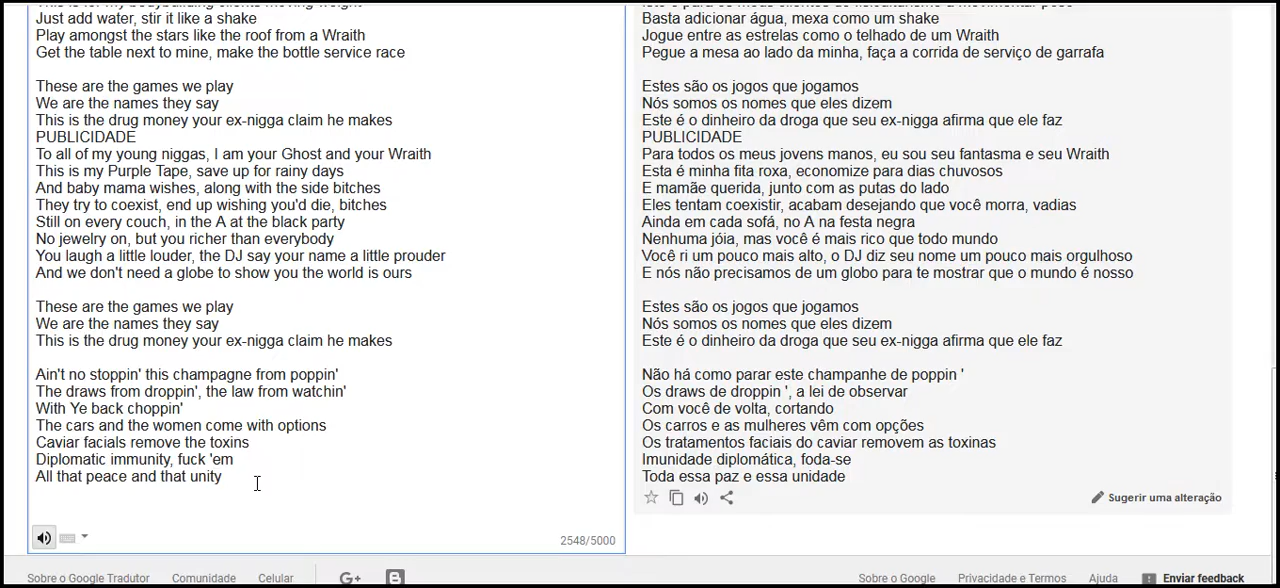 This is for my bodybuilding clients moving weight
Just add water, stir it like a shake
Play amongst the stars like the roof from a Wraith
Get the table next to mine, make the bottle service race
These are the games we play
We are the names they say
This is the drug money your ex-nigga claim he makes
PUBLICIDADE
To all of my young niggas, I am your Ghost and your Wraith
This is my Purple Tape, save up for rainy days
And baby mama wishes, along with the side bitches
They try to coexist, end up wishing you'd die, bitches
Still on every couch, in the A at the black party
No jewelry on, but you richer than everybody
You laugh a little louder, the DJ say your name a little prouder
And we don't need a globe to show you the world is ours
These are the games we play
We are the names they say
This is the drug money your ex-nigga claim he makes
Ain't no stoppin' this champagne from poppin'
The draws from droppin', the law from watchin'
With Ye back choppin'
The cars and the women come with options
Caviar facials remove the toxins
Diplomatic immunity, fuck 'em
All that peace and that unity
2548/5000
Isto é para os meus clientes de fisiculturismo a movimentar peso
Basta adicionar água, mexa como um shake
Jogue entre as estrelas como o telhado de um Wraith
Pegue a mesa ao lado da minha, faça a corrida de serviço de garrafa
Estes são os jogos que jogamos
Nós somos os nomes que eles dizem
Este é o dinheiro da droga que seu ex-nigga afirma que ele faz
PUBLICIDADE
Para todos os meus jovens manos, eu sou seu fantasma e seu Wraith
Esta é minha fita roxa, economize para dias chuvosos
E mamãe querida, junto com as putas do lado
Eles tentam coexistir, acabam desejando que você morra, vadias
Ainda em cada sofá, no A na festa negra
Nenhuma jóia, mas você é mais rico que todo mundo
Você ri um pouco mais alto, o DJ diz seu nome um pouco mais orgulhoso
E nós não precisamos de um globo para te mostrar que o mundo é nosso
Estes são os jogos que jogamos
Nós somos os nomes que eles dizem
Este é o dinheiro da droga que seu ex-nigga afirma que ele faz
Não há como parar este champanhe de poppin '
Os draws de droppin ', a lei de observar
Com você de volta, cortando
Os carros e as mulheres vêm com opções
Os tratamentos faciais do caviar removem as toxinas
Imunidade diplomática, foda-se
Toda essa paz e essa unidade
Sugerir uma alteração
Sobre o Google Tradutor Comunidade Celular G+ Sobre o Google Privacidade e Termos Ajuda Enviar feedback